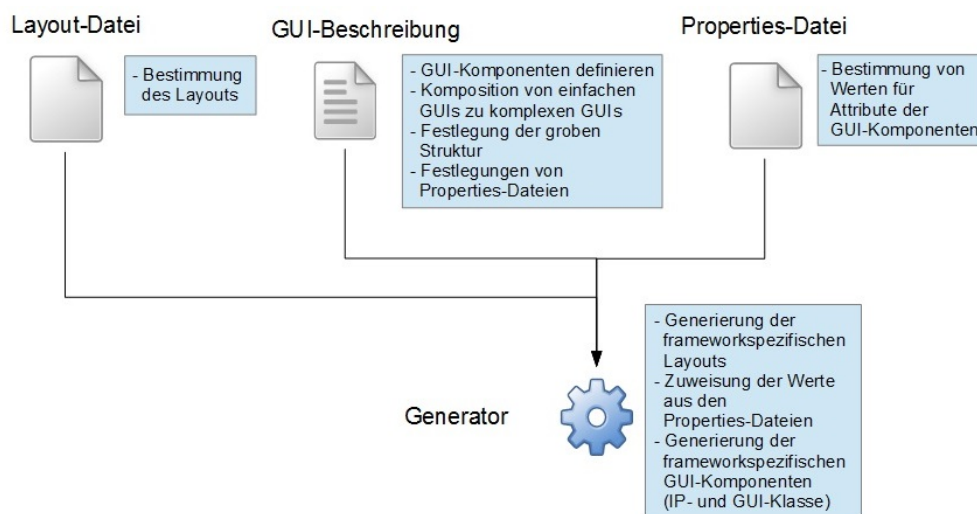 Layout-Datei
- Bestimmung
des Layouts
GUI-Beschreibung
- GUI-Komponenten definieren
- Komposition von einfachen
GUIs zu komplexen GUIs
- Festlegung der groben
Struktur
- Festlegungen von
Properties-Dateien
Properties-Datei
- Bestimmung von
Werten für
Attribute der
GUI-Komponenten
Generator
- Generierung der
frameworkspezifischen
Layouts
- Zuweisung der Werte
aus den
Properties-Dateien
- Generierung der
frameworkspezifischen
GUI-Komponenten
(IP- und GUI-Klasse)